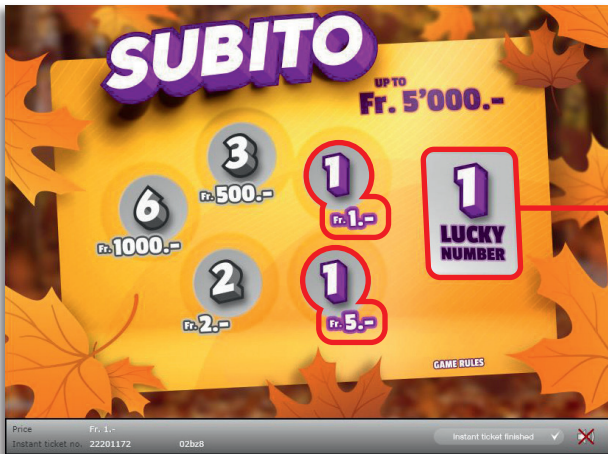 SUBITO
UP TO
Fr. 5'000.-
3
Fr. 500.-
1
Fr. 1.-
6
Fr. 1000.-
1
LUCKY
NUMBER
2
Fr. 2.-
1
Fr. 5.-
GAME RULES
Price Fr. 1.-
Instant ticket no. 22201172 02bz8
Instant ticket finished